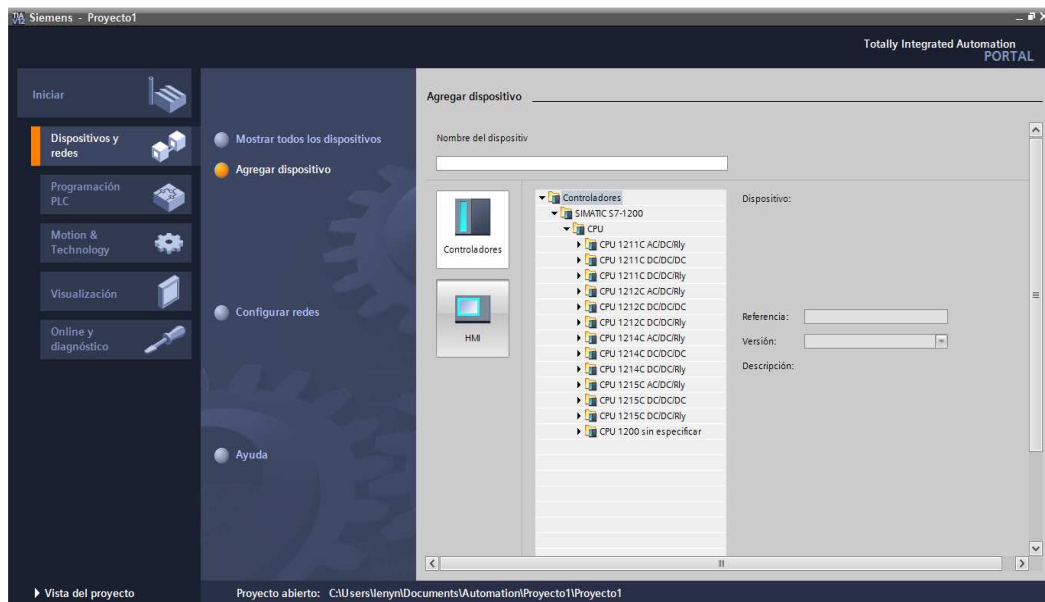 TIA V12 Siemens - Proyecto1
Totally Integrated Automation
PORTAL
Iniciar
Dispositivos y redes
Programación PLC
Motion & Technology
Visualización
Online y diagnóstico
Mostrar todos los dispositivos
Agregar dispositivo
Configurar redes
Ayuda
Agregar dispositivo
Nombre del dispositiv
Controladores
HMI
Controladores
SIMATIC S7-1200
CPU
CPU 1211C AC/DC/Rly
CPU 1211C DC/DC/DC
CPU 1211C DC/DC/Rly
CPU 1212C AC/DC/Rly
CPU 1212C DC/DC/DC
CPU 1212C DC/DC/Rly
CPU 1214C AC/DC/Rly
CPU 1214C DC/DC/DC
CPU 1214C DC/DC/Rly
CPU 1215C AC/DC/Rly
CPU 1215C DC/DC/DC
CPU 1215C DC/DC/Rly
CPU 1200 sin especificar
Dispositivo:
Referencia:
Versión:
Descripción:
Vista del proyecto
Proyecto abierto: C:\Users\lenyn\Documents\Automation\Proyecto1\Proyecto1